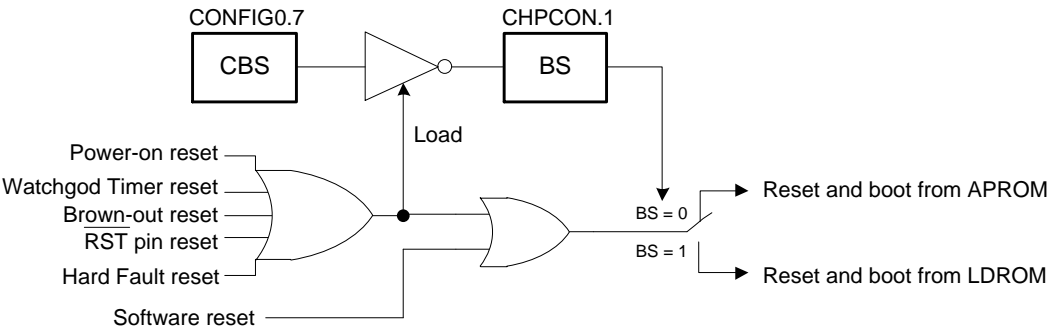 CONFIG0.7
CHPCON.1
CBS
BS
Load
Power-on reset
Watchgod Timer reset
Brown-out reset
RST pin reset
Hard Fault reset
Software reset
BS = 0
BS = 1
Reset and boot from APROM
Reset and boot from LDROM